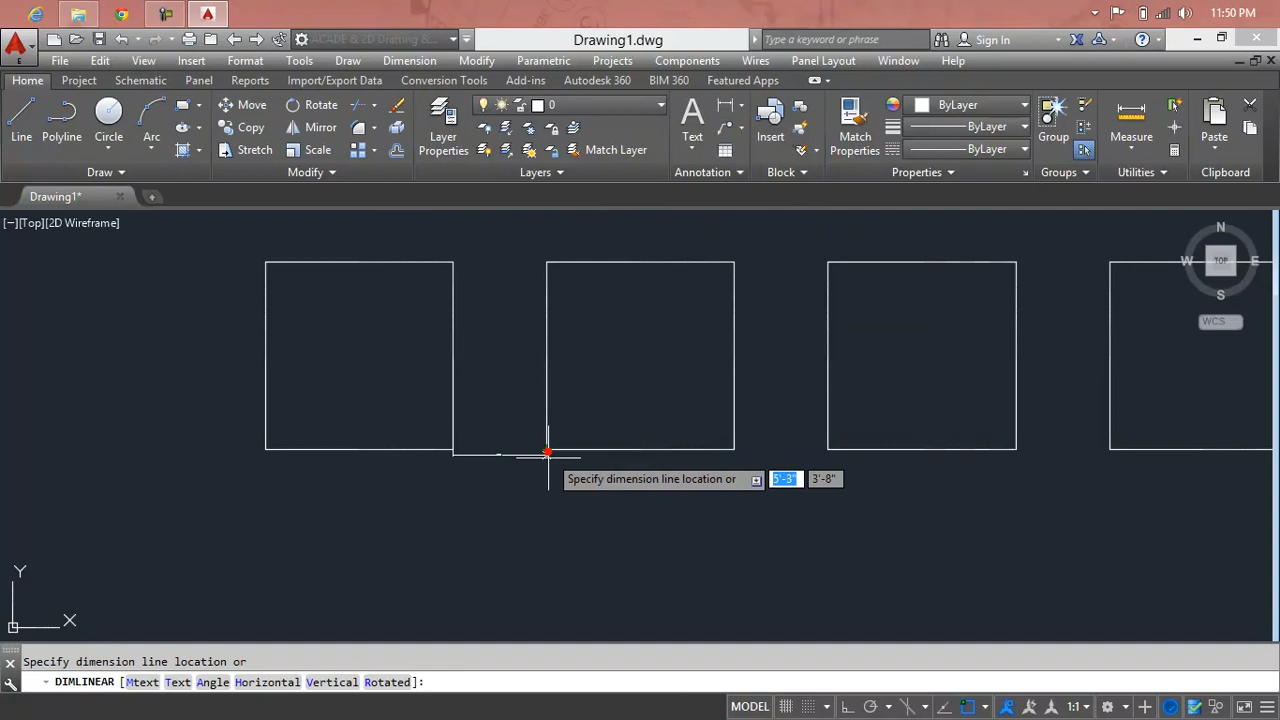 11:50 PM
ACADE & 2D Drafting &
Drawing1.dwg
Type a keyword or phrase
Sign In
File Edit View Insert Format Tools Draw Dimension Modify Parametric Projects Components Wires Panel Layout Window Help
Home Project Schematic Panel Reports Import/Export Data Conversion Tools Add-ins Autodesk 360 BIM 360 Featured Apps
Line
Polyline
Circle
Arc
Move
Copy
Stretch
Rotate
Mirror
Scale
Layer
Properties
0
Match Layer
Text
Insert
Match
Properties
ByLayer
ByLayer
ByLayer
Group
Measure
Paste
Draw Modify Layers Annotation Block Properties Groups Utilities Clipboard
Drawing1*
[−][Top][2D Wireframe]
N
W TOP E
S
WCS
Specify dimension line location or 5'-3" 3'-8"
Y
X
Specify dimension line location or
DIMLINEAR [Mtext Text Angle Horizontal Vertical Rotated]:
MODEL 1:1